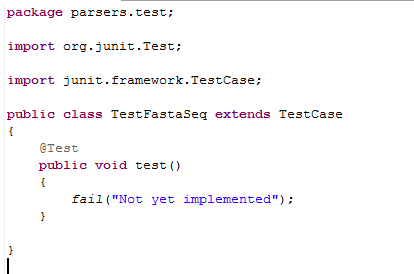 package parsers.test;
import org.junit.Test;
import junit.framework.TestCase;
public class TestFastaSeq extends TestCase
{
@Test
public void test()
{
fail("Not yet implemented");
}
}